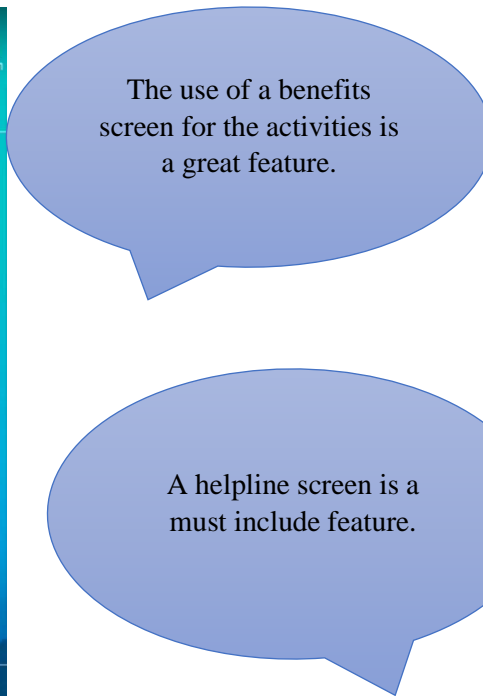 The use of a benefits
screen for the activities is
a great feature.
A helpline screen is a
must include feature.